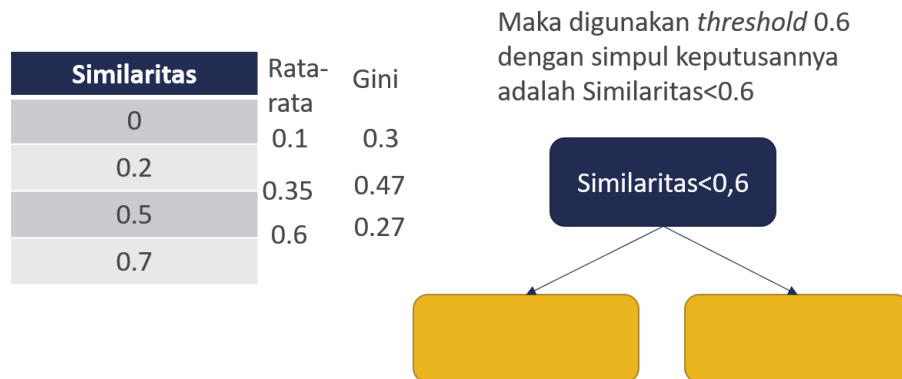 Similaritas
0
0.2
0.5
0.7
Rata-
rata
0.1
0.35
0.6
Gini
0.3
0.47
0.27
Maka digunakan threshold 0.6
dengan simpul keputusannya
adalah Similaritas<0.6
Similaritas<0,6